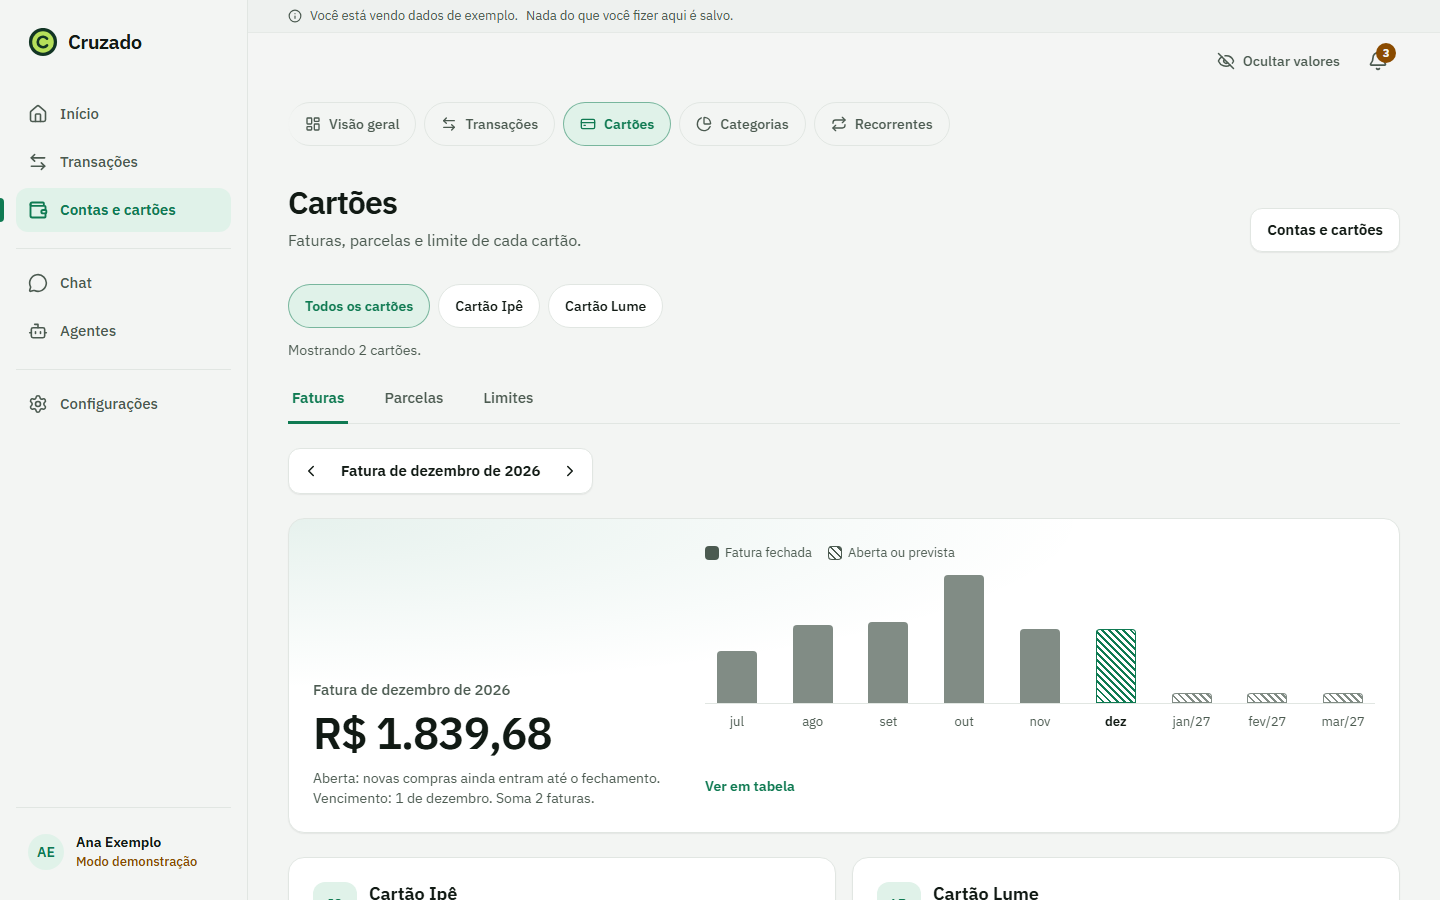 Você está vendo dados de exemplo. Nada do que você fizer aqui é salvo.
Cruzado
Ocultar valores
3
Início
Transações
Contas e cartões
Chat
Agentes
Configurações
Visão geral
Transações
Cartões
Categorias
Recorrentes
Cartões
Faturas, parcelas e limite de cada cartão.
Contas e cartões
Todos os cartões
Cartão Ipê
Cartão Lume
Mostrando 2 cartões.
Faturas
Parcelas
Limites
Fatura de dezembro de 2026
Fatura fechada
Aberta ou prevista
jul
ago
set
out
nov
dez
jan/27
fev/27
mar/27
Fatura de dezembro de 2026
R$ 1.839,68
Aberta: novas compras ainda entram até o fechamento.
Vencimento: 1 de dezembro. Soma 2 faturas.
Ver em tabela
Cartão Ipê
Cartão Lume
AE
Ana Exemplo
Modo demonstração